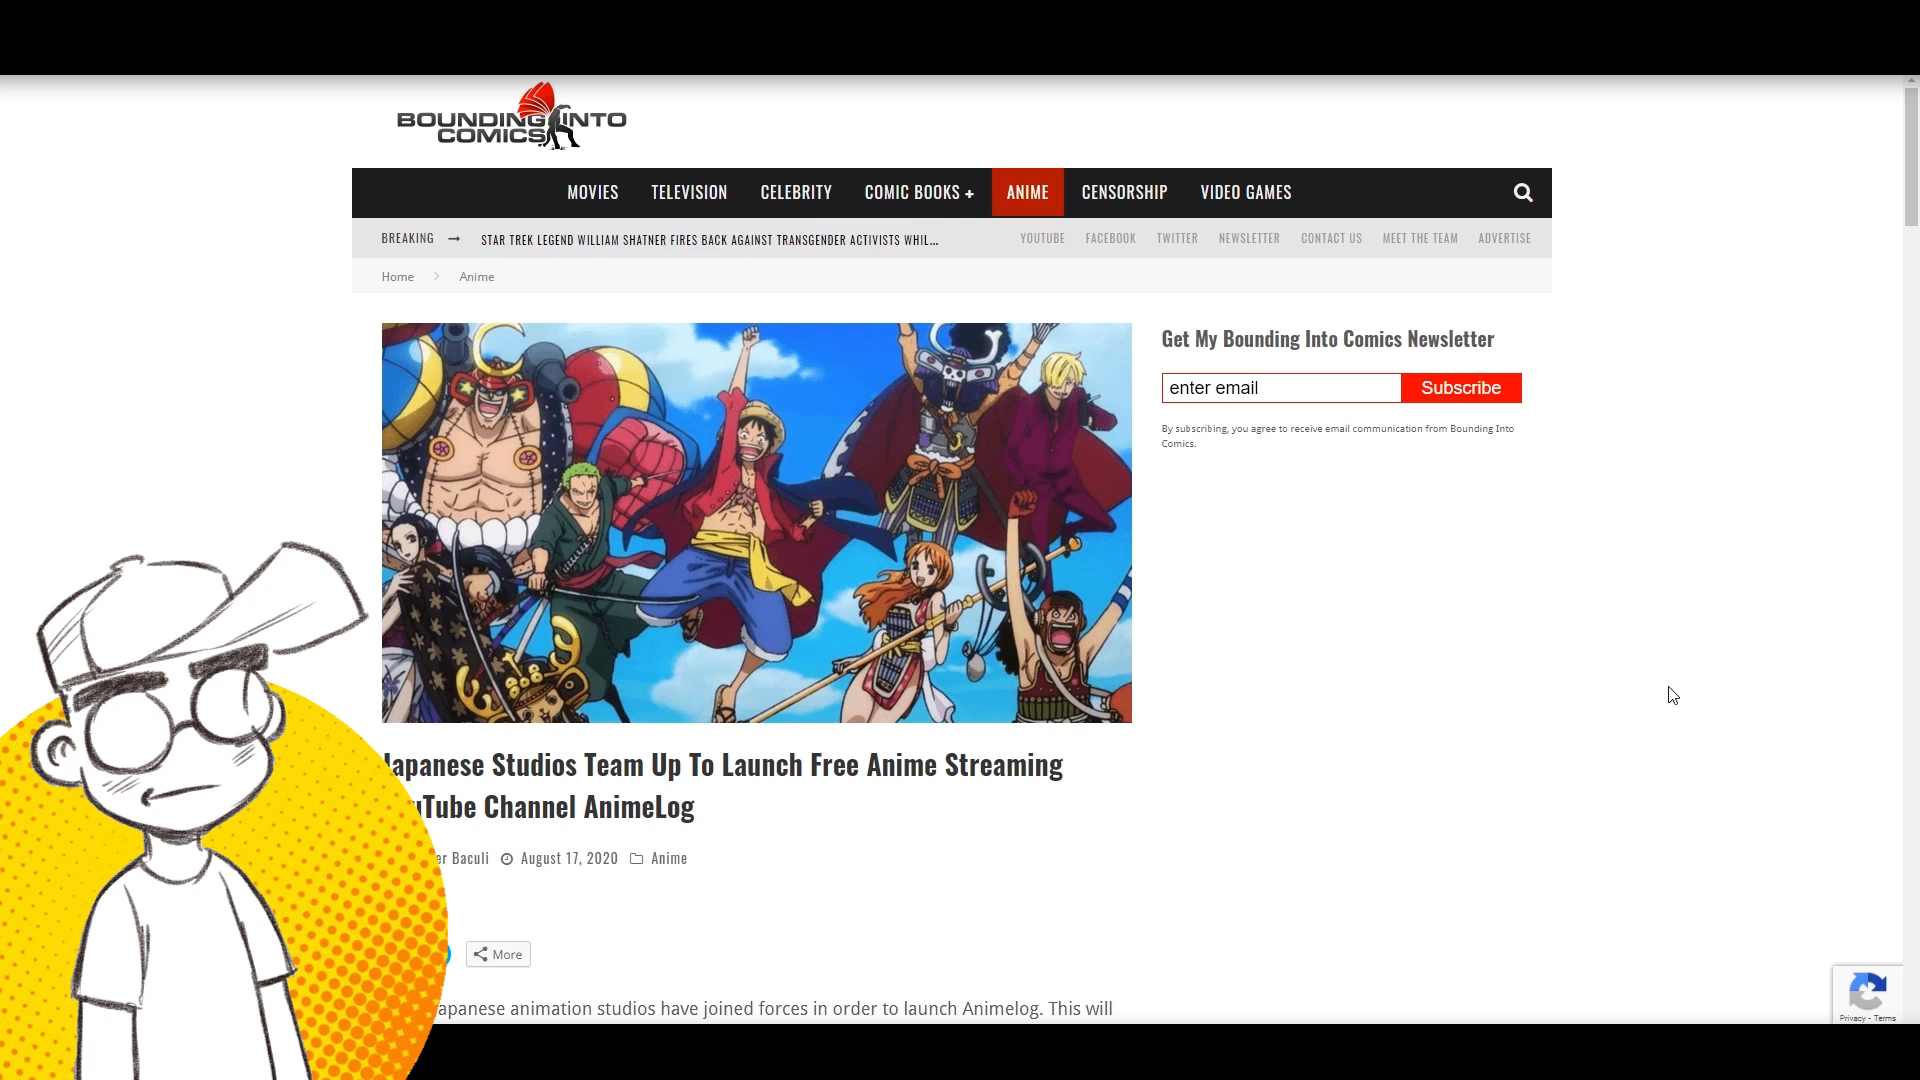 BOUNDING INTO
COMICS
MOVIES TELEVISION CELEBRITY COMIC BOOKS + ANIME CENSORSHIP VIDEO GAMES
BREAKING → STAR TREK LEGEND WILLIAM SHATNER FIRES BACK AGAINST TRANSGENDER ACTIVISTS WHIL... YOUTUBE FACEBOOK TWITTER NEWSLETTER CONTACT US MEET THE TEAM ADVERTISE
Home > Anime
Get My Bounding Into Comics Newsletter
enter email Subscribe
By subscribing, you agree to receive email communication from Bounding Into
Comics.
Japanese Studios Team Up To Launch Free Anime Streaming
uTube Channel AnimeLog
er Baculi August 17, 2020 Anime
More
apanese animation studios have joined forces in order to launch Animelog. This will
Privacy - Terms